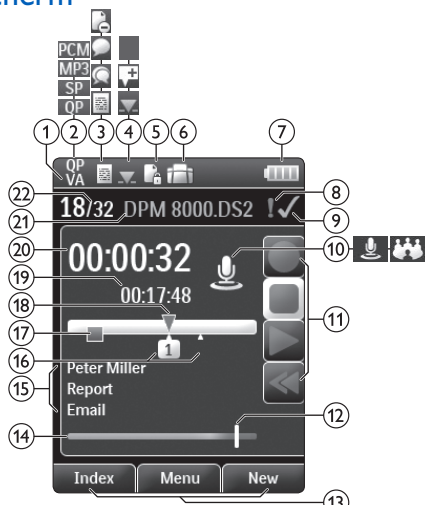 PCM
MP3
SP
QP
1 2 3 4 5 6 7
QP
VA
22 8
18/32 DPM 8000.DS2 !
21 9
20 00:00:32 10
19 00:17:48
18
17 11
16 1
Peter Miller
15 Report
Email
12
14
Index Menu New
13